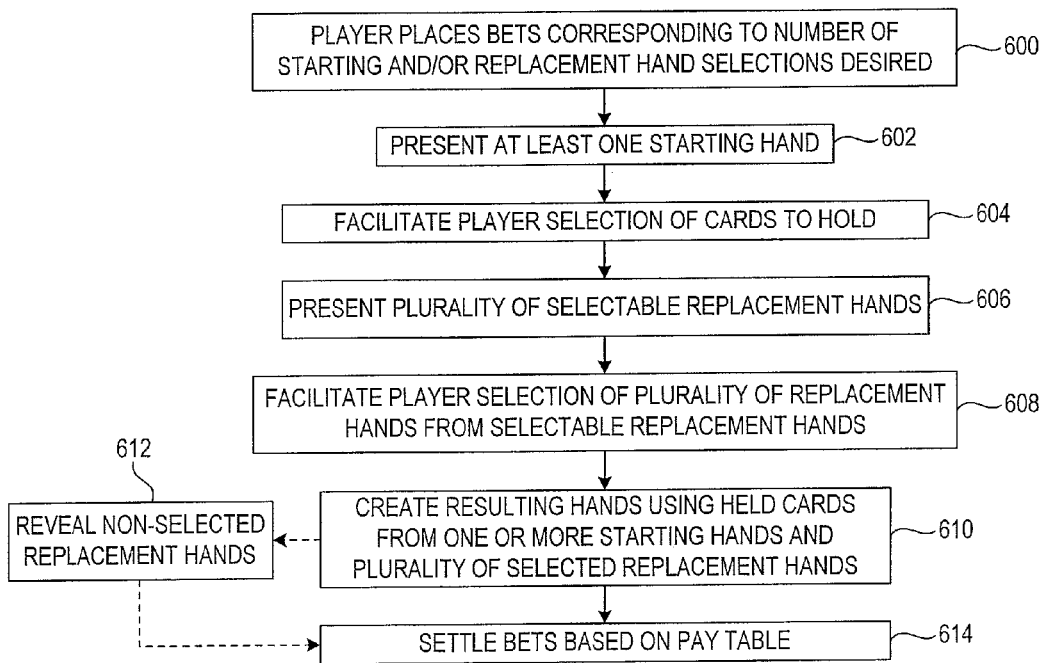 PLAYER PLACES BETS CORRESPONDING TO NUMBER OF
STARTING AND/OR REPLACEMENT HAND SELECTIONS DESIRED
600
PRESENT AT LEAST ONE STARTING HAND
602
FACILITATE PLAYER SELECTION OF CARDS TO HOLD
604
PRESENT PLURALITY OF SELECTABLE REPLACEMENT HANDS
606
FACILITATE PLAYER SELECTION OF PLURALITY OF REPLACEMENT
HANDS FROM SELECTABLE REPLACEMENT HANDS
608
612
REVEAL NON-SELECTED
REPLACEMENT HANDS
CREATE RESULTING HANDS USING HELD CARDS
FROM ONE OR MORE STARTING HANDS AND
PLURALITY OF SELECTED REPLACEMENT HANDS
610
SETTLE BETS BASED ON PAY TABLE
614